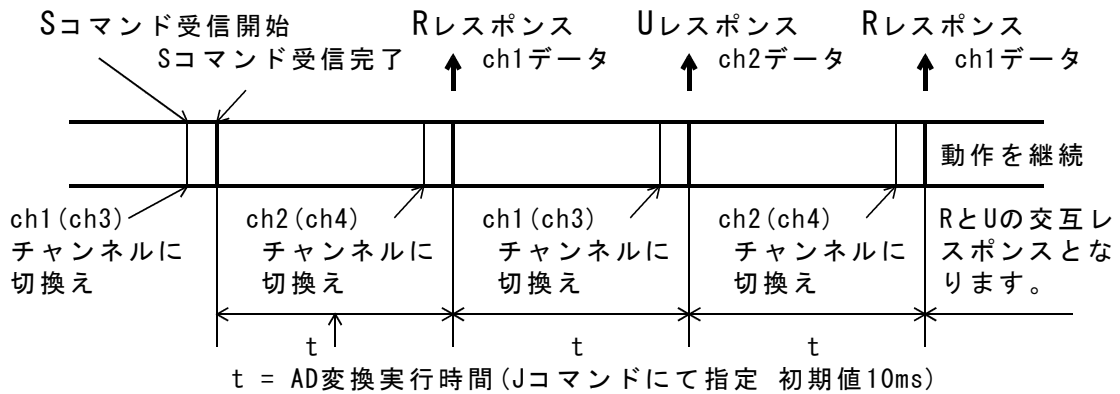 Sコマンド受信開始
Sコマンド受信完了
Rレスポンス
ch1データ
Uレスポンス
ch2データ
Rレスポンス
ch1データ
動作を継続
ch1(ch3)
チャンネルに
切換え
ch2(ch4)
チャンネルに
切換え
ch1(ch3)
チャンネルに
切換え
ch2(ch4)
チャンネルに
切換え
RとUの交互レ
スポンスとな
ります。
t
t
t
t = AD変換実行時間(Jコマンドにて指定 初期値10ms)